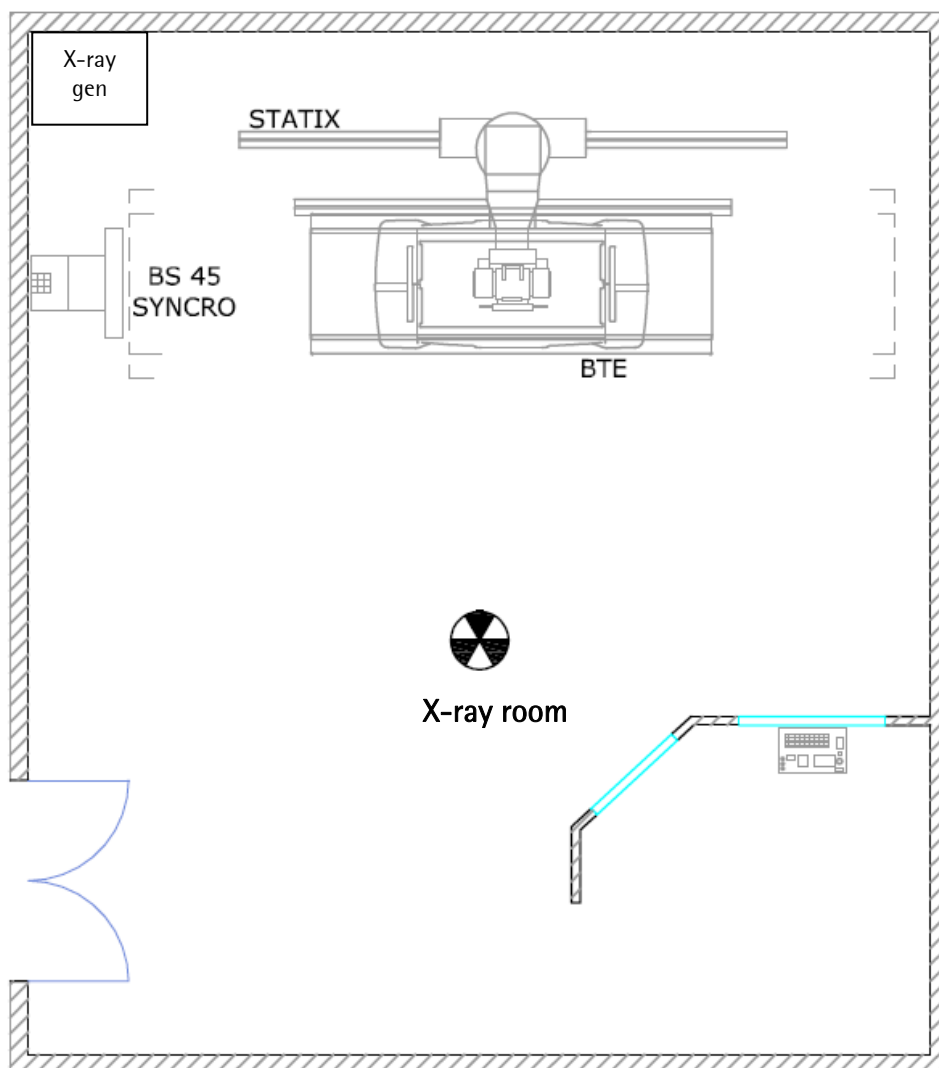 X-ray
gen
STATIX
BS 45
SYNCRO
BTE
X-ray room